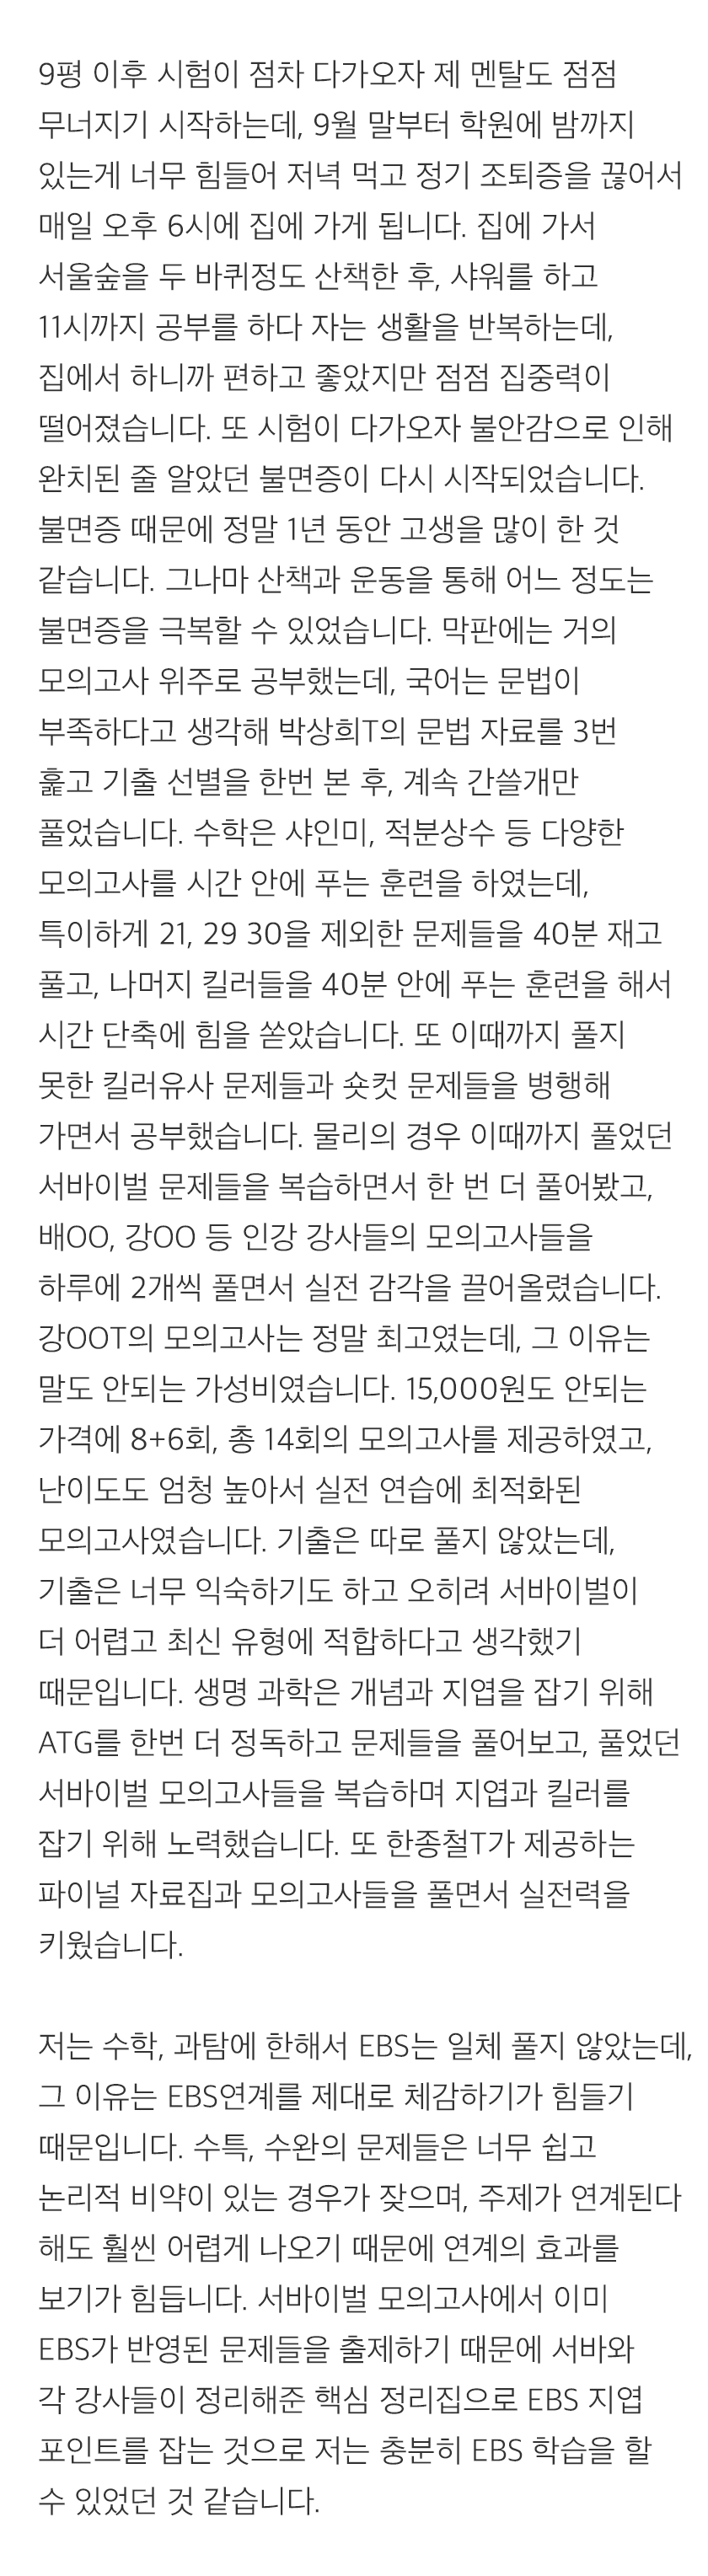 9평 이후 시험이 점차 다가오자 제 멘탈도 점점
무너지기 시작하는데, 9월 말부터 학원에 밤까지
있는게 너무 힘들어 저녁 먹고 정기 조퇴증을 끊어서
매일 오후 6시에 집에 가게 됩니다. 집에 가서
서울숲을 두 바퀴정도 산책한 후, 샤워를 하고
11시까지 공부를 하다 자는 생활을 반복하는데,
집에서 하니까 편하고 좋았지만 점점 집중력이
떨어졌습니다. 또 시험이 다가오자 불안감으로 인해
완치된 줄 알았던 불면증이 다시 시작되었습니다.
불면증 때문에 정말 1년 동안 고생을 많이 한 것
같습니다. 그나마 산책과 운동을 통해 어느 정도는
불면증을 극복할 수 있었습니다. 막판에는 거의
모의고사 위주로 공부했는데, 국어는 문법이
부족하다고 생각해 박상희T의 문법 자료를 3번
훑고 기출 선별을 한번 본 후, 계속 간쓸개만
풀었습니다. 수학은 샤인미, 적분상수 등 다양한
모의고사를 시간 안에 푸는 훈련을 하였는데,
특이하게 21, 29 30을 제외한 문제들을 40분 재고
풀고, 나머지 킬러들을 40분 안에 푸는 훈련을 해서
시간 단축에 힘을 쏟았습니다. 또 이때까지 풀지
못한 킬러유사 문제들과 숏컷 문제들을 병행해
가면서 공부했습니다. 물리의 경우 이때까지 풀었던
서바이벌 문제들을 복습하면서 한 번 더 풀어봤고,
배OO, 강OO 등 인강 강사들의 모의고사들을
하루에 2개씩 풀면서 실전 감각을 끌어올렸습니다.
강OOT의 모의고사는 정말 최고였는데, 그 이유는
말도 안되는 가성비였습니다. 15,000원도 안되는
가격에 8+6회, 총 14회의 모의고사를 제공하였고,
난이도도 엄청 높아서 실전 연습에 최적화된
모의고사였습니다. 기출은 따로 풀지 않았는데,
기출은 너무 익숙하기도 하고 오히려 서바이벌이
더 어렵고 최신 유형에 적합하다고 생각했기
때문입니다. 생명 과학은 개념과 지엽을 잡기 위해
ATG를 한번 더 정독하고 문제들을 풀어보고, 풀었던
서바이벌 모의고사들을 복습하며 지엽과 킬러를
잡기 위해 노력했습니다. 또 한종철T가 제공하는
파이널 자료집과 모의고사들을 풀면서 실전력을
키웠습니다.
저는 수학, 과탐에 한해서 EBS는 일체 풀지 않았는데,
그 이유는 EBS연계를 제대로 체감하기가 힘들기
때문입니다. 수특, 수완의 문제들은 너무 쉽고
논리적 비약이 있는 경우가 잦으며, 주제가 연계된다
해도 훨씬 어렵게 나오기 때문에 연계의 효과를
보기가 힘듭니다. 서바이벌 모의고사에서 이미
EBS가 반영된 문제들을 출제하기 때문에 서바와
각 강사들이 정리해준 핵심 정리집으로 EBS 지엽
포인트를 잡는 것으로 저는 충분히 EBS 학습을 할
수 있었던 것 같습니다.